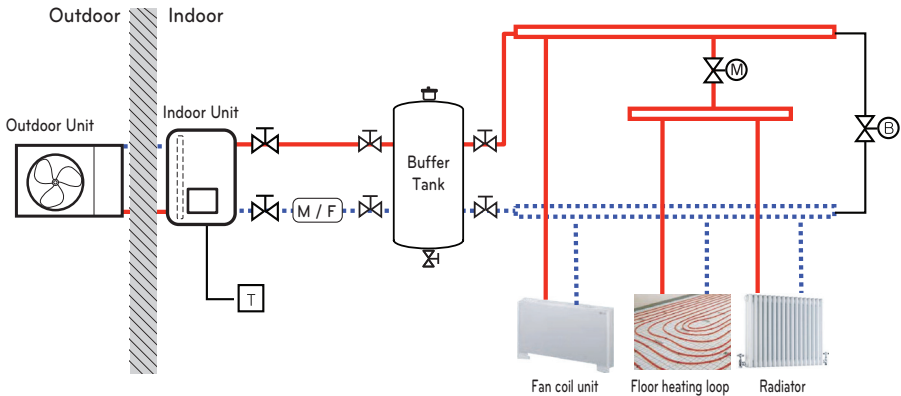 Outdoor
Indoor
Outdoor Unit
Indoor Unit
Buffer
Tank
M
B
M / F
T
Fan coil unit
Floor heating loop
Radiator